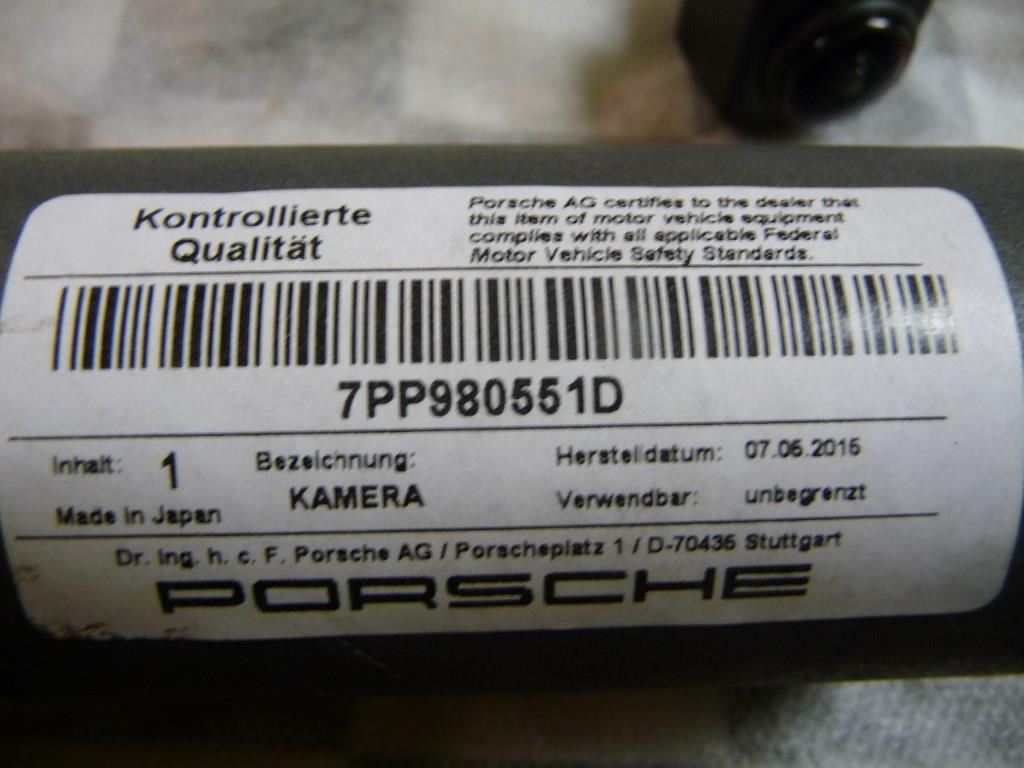 Kontrollierte
Qualität
Porsche AG certifies to the dealer that
this item of motor vehicle equipment
complies with all applicable Federal
Motor Vehicle Safety Standards.
7PP980551D
Inhalt: 1
Bezeichnung:
KAMERA
Herstelldatum: 07.05.2015
Verwendbar: unbegrenzt
Made in Japan
Dr. Ing. h. c. F. Porsche AG / Porscheplatz 1 / D-70435 Stuttgart
PORSCHE